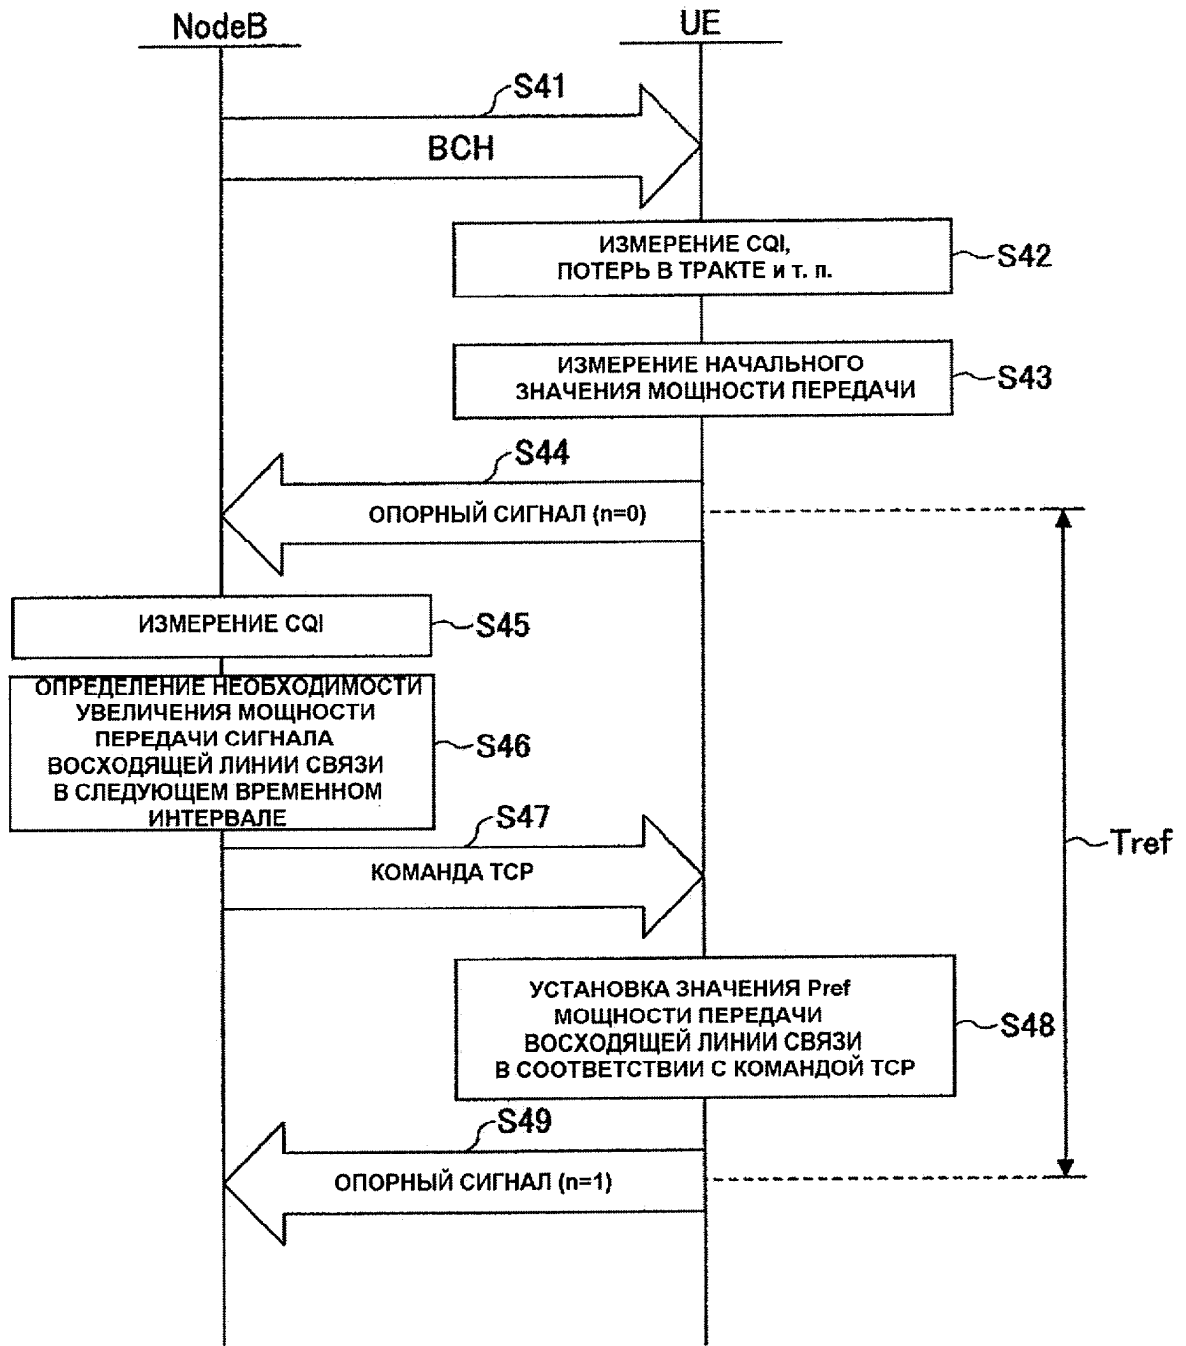 NodeB
UE
S41
BCH
ИЗМЕРЕНИЕ CQI,
ПОТЕРЬ В ТРАКТЕ и т. п.
S42
ИЗМЕРЕНИЕ НАЧАЛЬНОГО
ЗНАЧЕНИЯ МОЩНОСТИ ПЕРЕДАЧИ
S43
S44
ОПОРНЫЙ СИГНАЛ (n=0)
ИЗМЕРЕНИЕ CQI
S45
ОПРЕДЕЛЕНИЕ НЕОБХОДИМОСТИ
УВЕЛИЧЕНИЯ МОЩНОСТИ
ПЕРЕДАЧИ СИГНАЛА
ВОСХОДЯЩЕЙ ЛИНИИ СВЯЗИ
В СЛЕДУЮЩЕМ ВРЕМЕННОМ
ИНТЕРВАЛЕ
S46
S47
КОМАНДА TCP
Tref
УСТАНОВКА ЗНАЧЕНИЯ Pref
МОЩНОСТИ ПЕРЕДАЧИ
ВОСХОДЯЩЕЙ ЛИНИИ СВЯЗИ
В СООТВЕТСТВИИ С КОМАНДОЙ TCP
S48
S49
ОПОРНЫЙ СИГНАЛ (n=1)